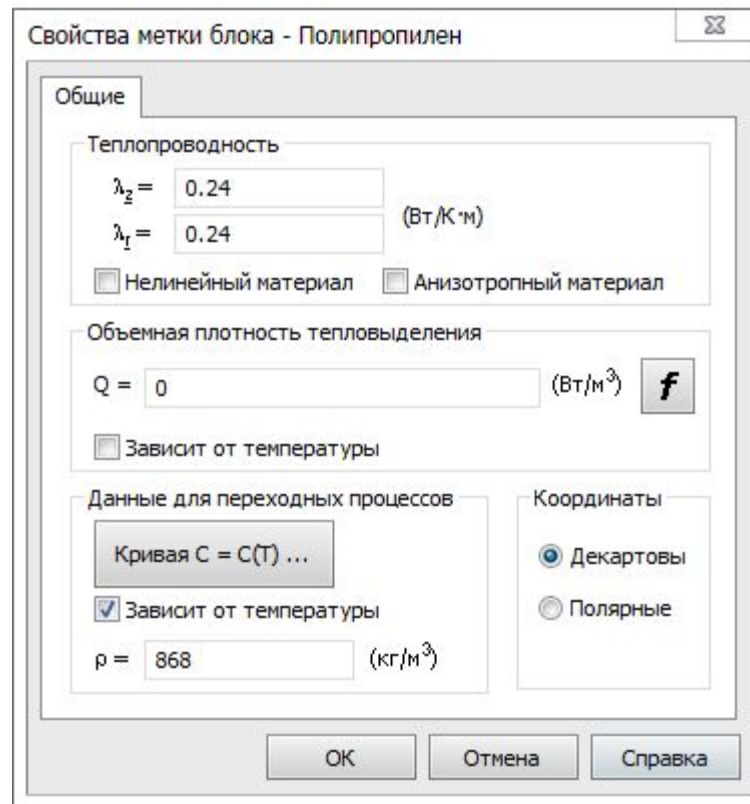 Свойства метки блока - Полипропилен
Общие
Теплопроводность
λz = 0.24
(Вт/К·м)
λr = 0.24
Нелинейный материал
Анизотропный материал
Объемная плотность тепловыделения
Q = 0
(Вт/м³)
f
Зависит от температуры
Данные для переходных процессов
Кривая C = C(T) ...
Зависит от температуры
ρ = 868
(кг/м³)
Координаты
Декартовы
Полярные
ОК
Отмена
Справка